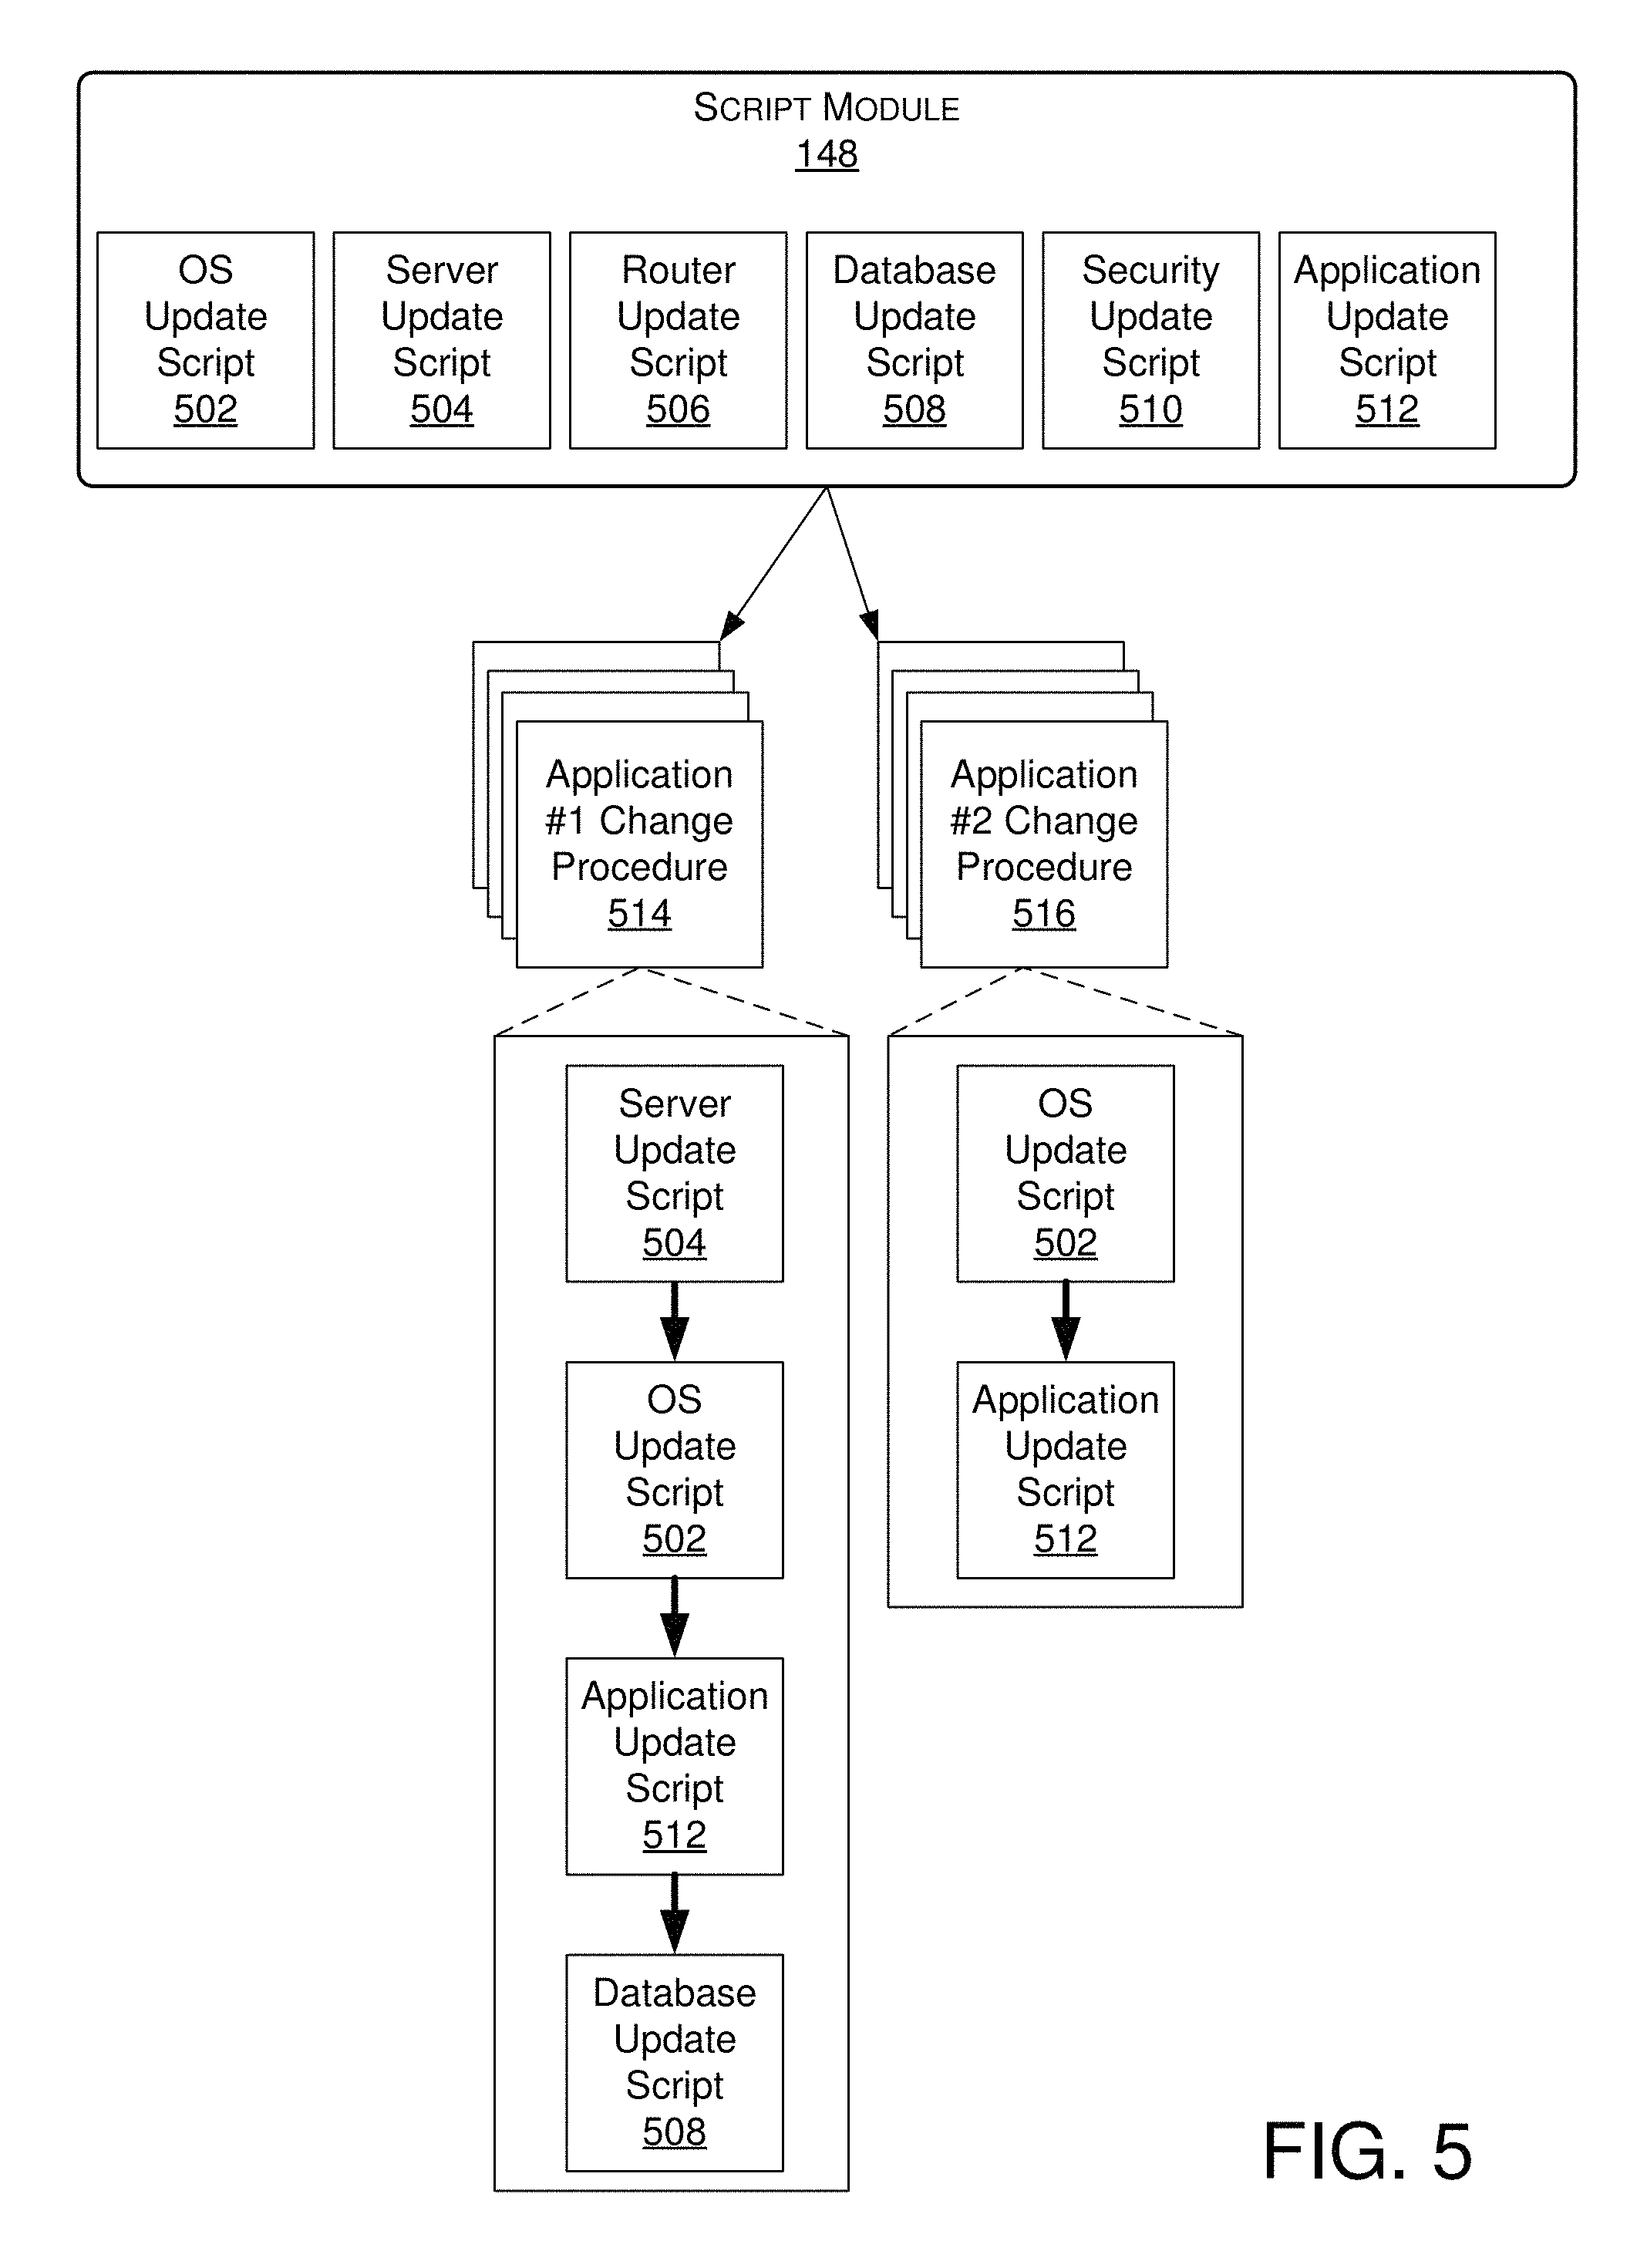 SCRIPT MODULE
148
OS
Update
Script
502
Server
Update
Script
504
Router
Update
Script
506
Database
Update
Script
508
Security
Update
Script
510
Application
Update
Script
512
Application
#1 Change
Procedure
514
Application
#2 Change
Procedure
516
Server
Update
Script
504
OS
Update
Script
502
Application
Update
Script
512
Database
Update
Script
508
OS
Update
Script
502
Application
Update
Script
512
FIG. 5